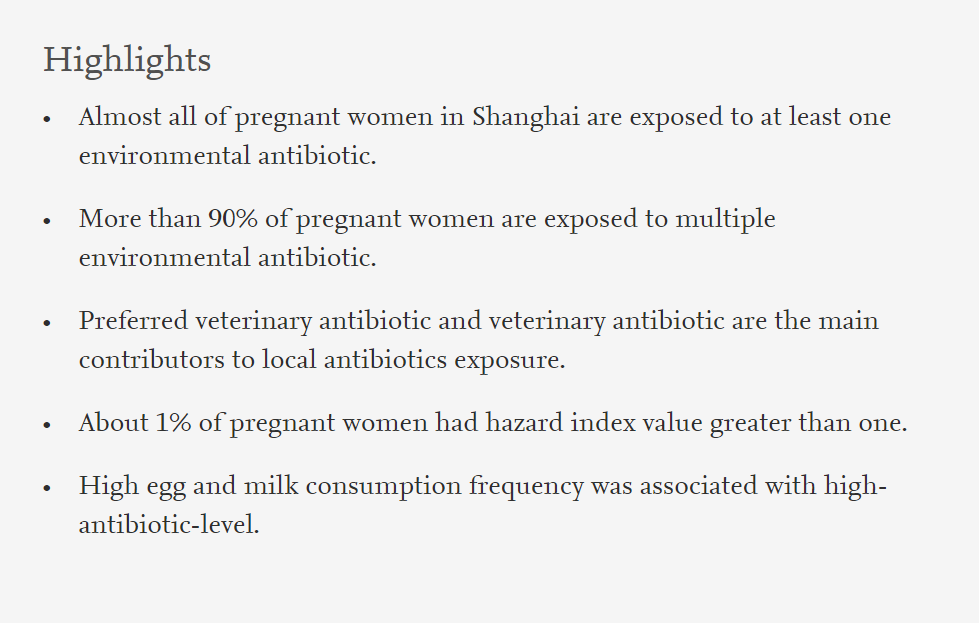 Highlights
• Almost all of pregnant women in Shanghai are exposed to at least one
environmental antibiotic.
• More than 90% of pregnant women are exposed to multiple
environmental antibiotic.
• Preferred veterinary antibiotic and veterinary antibiotic are the main
contributors to local antibiotics exposure.
• About 1% of pregnant women had hazard index value greater than one.
• High egg and milk consumption frequency was associated with high-
antibiotic-level.